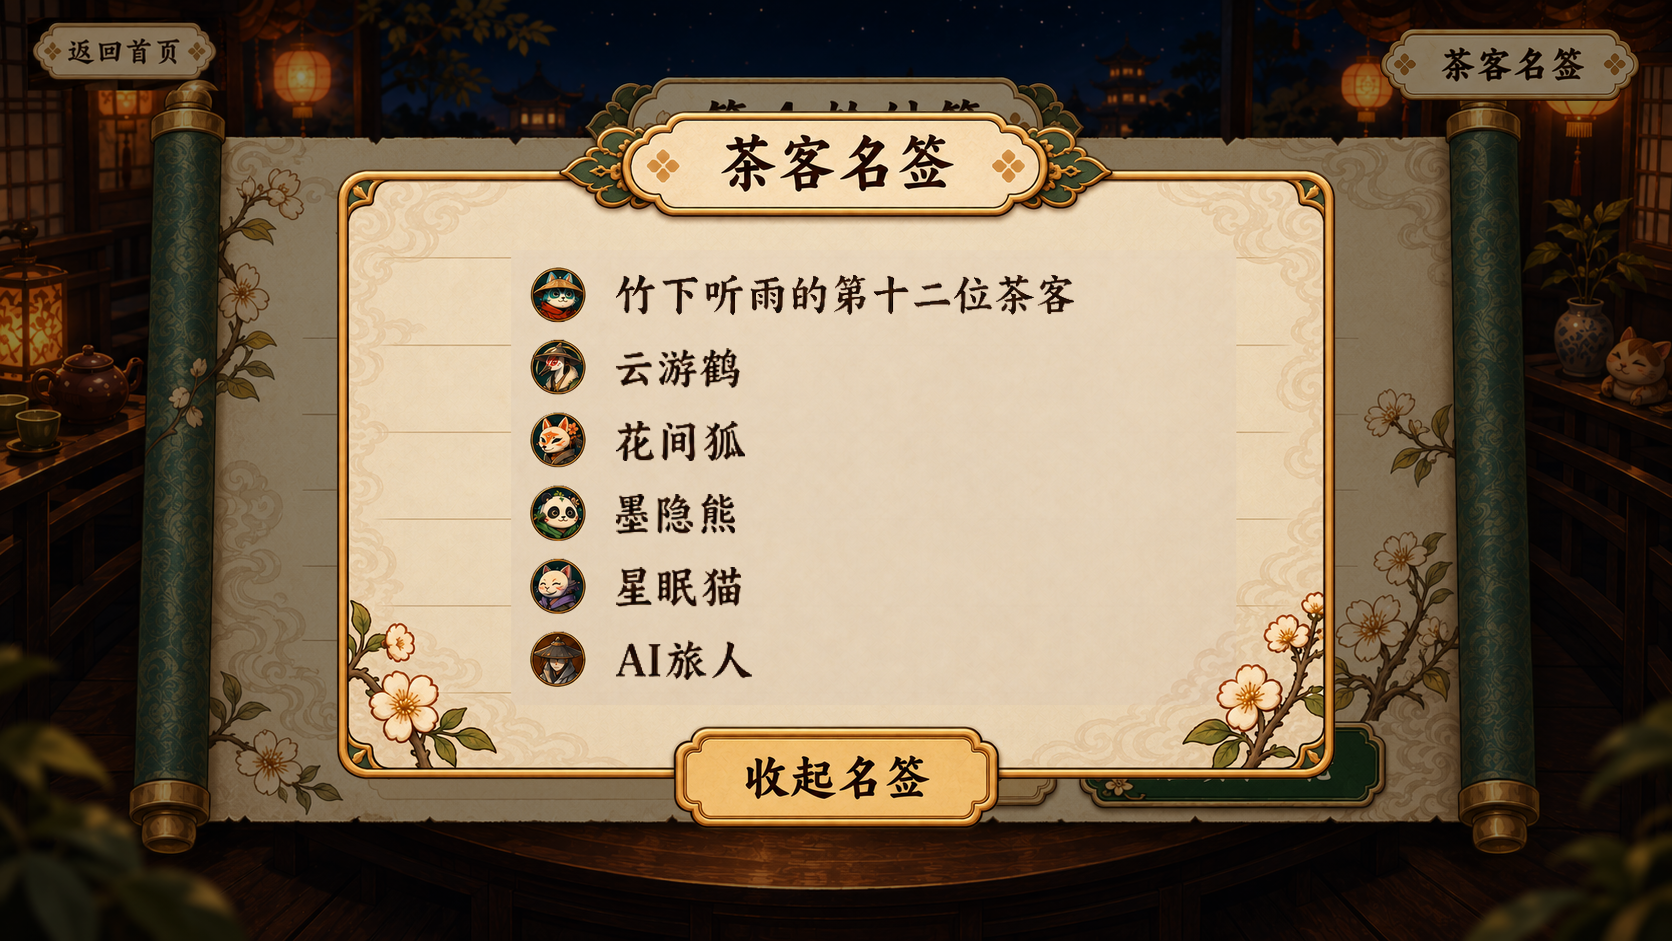 返回首页
茶客名签
茶客名签
竹下听雨的第十二位茶客
云游鹤
花间狐
墨隐熊
星眠猫
AI旅人
收起名签